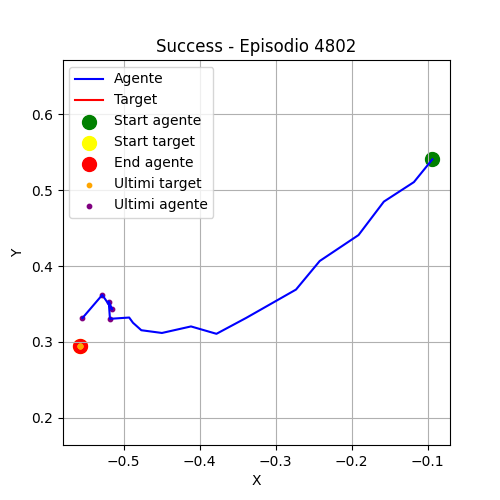 Success - Episodio 4802
Agente
Target
Start agente
Start target
End agente
Ultimi target
Ultimi agente
Y
0.6
0.5
0.4
0.3
0.2
−0.5
−0.4
−0.3
−0.2
−0.1
X